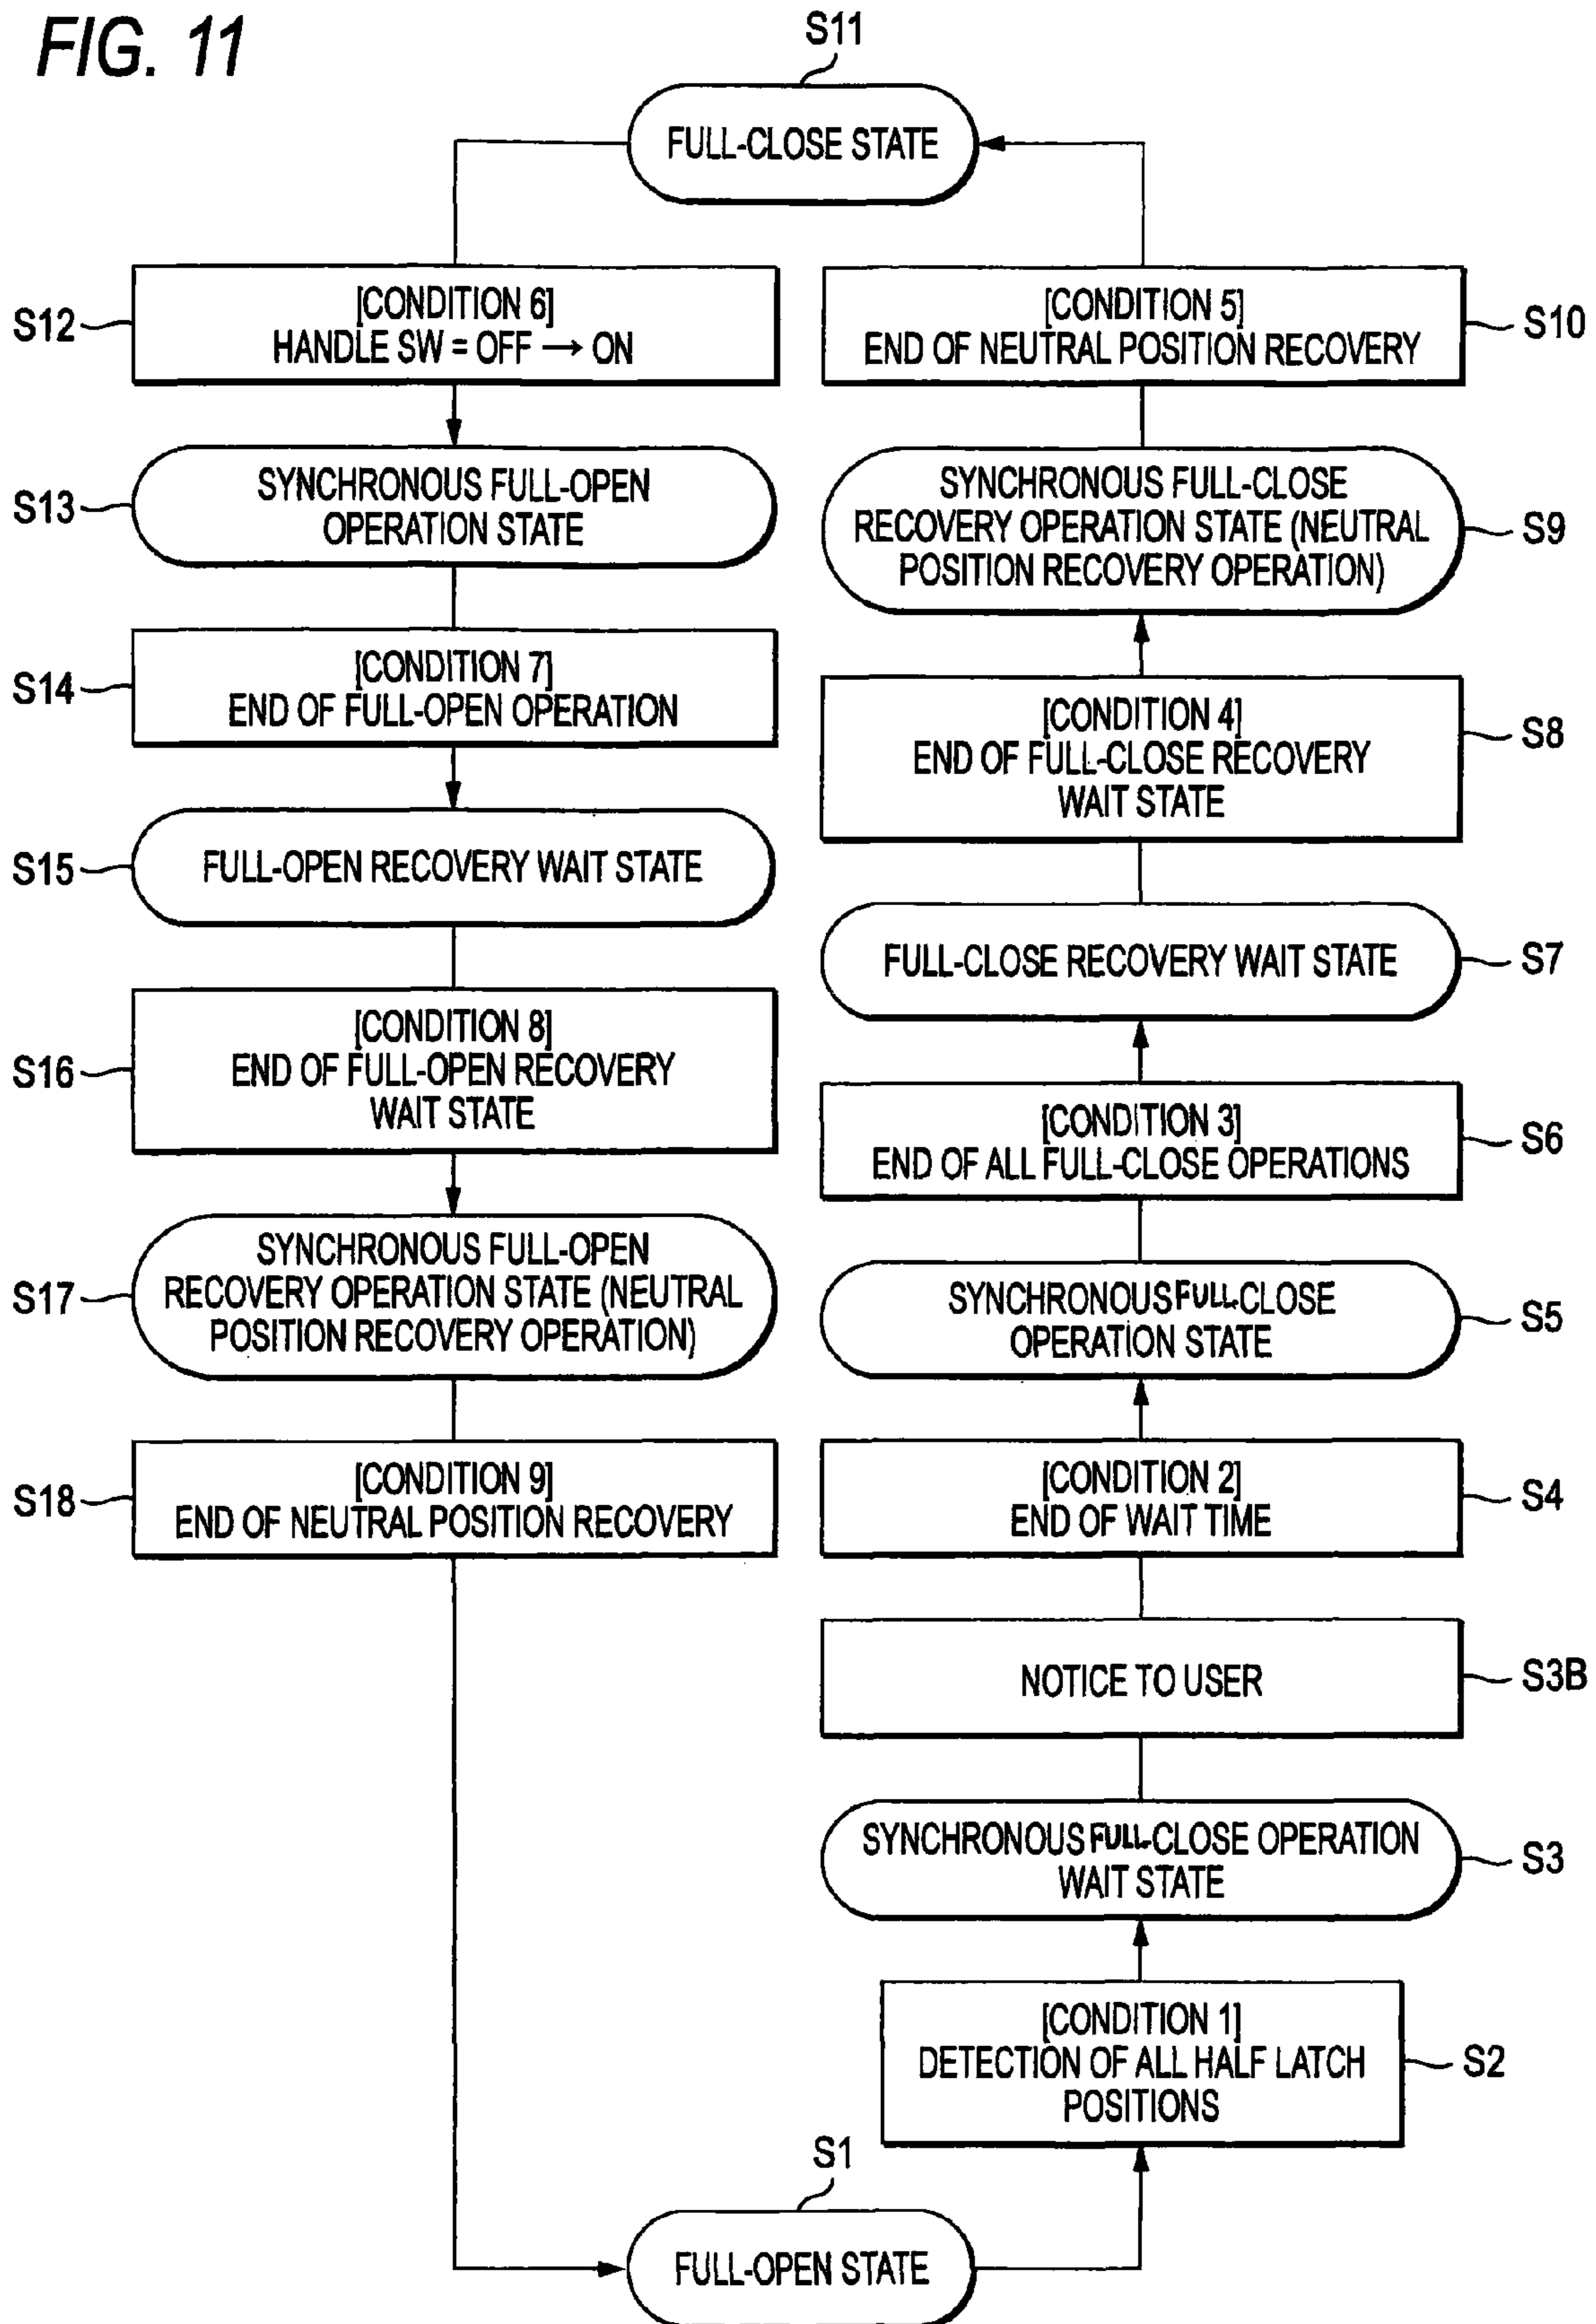 FIG. 11
S11
FULL-CLOSE STATE
S12
[CONDITION 6]
HANDLE SW = OFF → ON
S13
SYNCHRONOUS FULL-OPEN
OPERATION STATE
S14
[CONDITION 7]
END OF FULL-OPEN OPERATION
S15
FULL-OPEN RECOVERY WAIT STATE
S16
[CONDITION 8]
END OF FULL-OPEN RECOVERY
WAIT STATE
S17
SYNCHRONOUS FULL-OPEN
RECOVERY OPERATION STATE (NEUTRAL
POSITION RECOVERY OPERATION)
S18
[CONDITION 9]
END OF NEUTRAL POSITION RECOVERY
[CONDITION 5]
END OF NEUTRAL POSITION RECOVERY
S10
SYNCHRONOUS FULL-CLOSE
RECOVERY OPERATION STATE (NEUTRAL
POSITION RECOVERY OPERATION)
S9
[CONDITION 4]
END OF FULL-CLOSE RECOVERY
WAIT STATE
S8
FULL-CLOSE RECOVERY WAIT STATE
S7
[CONDITION 3]
END OF ALL FULL-CLOSE OPERATIONS
S6
SYNCHRONOUS FULL-CLOSE
OPERATION STATE
S5
[CONDITION 2]
END OF WAIT TIME
S4
NOTICE TO USER
S3B
SYNCHRONOUS FULL-CLOSE OPERATION
WAIT STATE
S3
[CONDITION 1]
DETECTION OF ALL HALF LATCH
POSITIONS
S2
S1
FULL-OPEN STATE